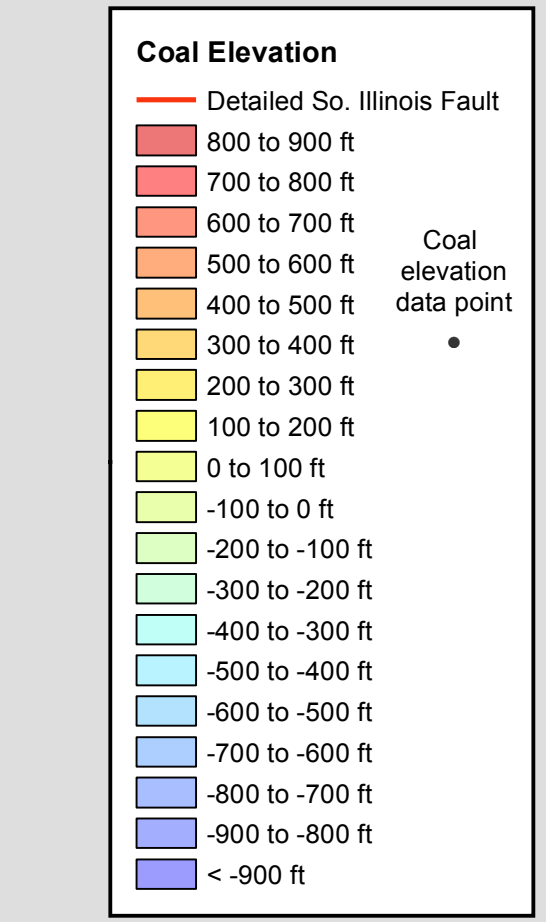 Coal Elevation
Detailed So. Illinois Fault
800 to 900 ft
700 to 800 ft
600 to 700 ft
500 to 600 ft
400 to 500 ft
300 to 400 ft
200 to 300 ft
100 to 200 ft
0 to 100 ft
-100 to 0 ft
-200 to -100 ft
-300 to -200 ft
-400 to -300 ft
-500 to -400 ft
-600 to -500 ft
-700 to -600 ft
-800 to -700 ft
-900 to -800 ft
< -900 ft
Coal
elevation
data point